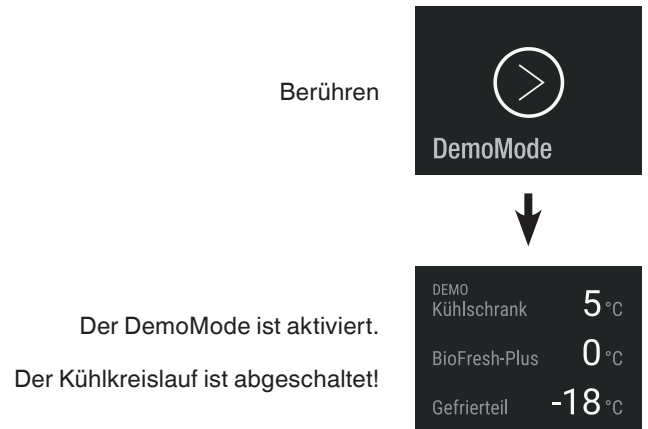 Berühren
DemoMode
Der DemoMode ist aktiviert.
Der Kühlkreislauf ist abgeschaltet!
DEMO
Kühlschrank 5 °C
BioFresh-Plus 0 °C
Gefrierteil -18 °C